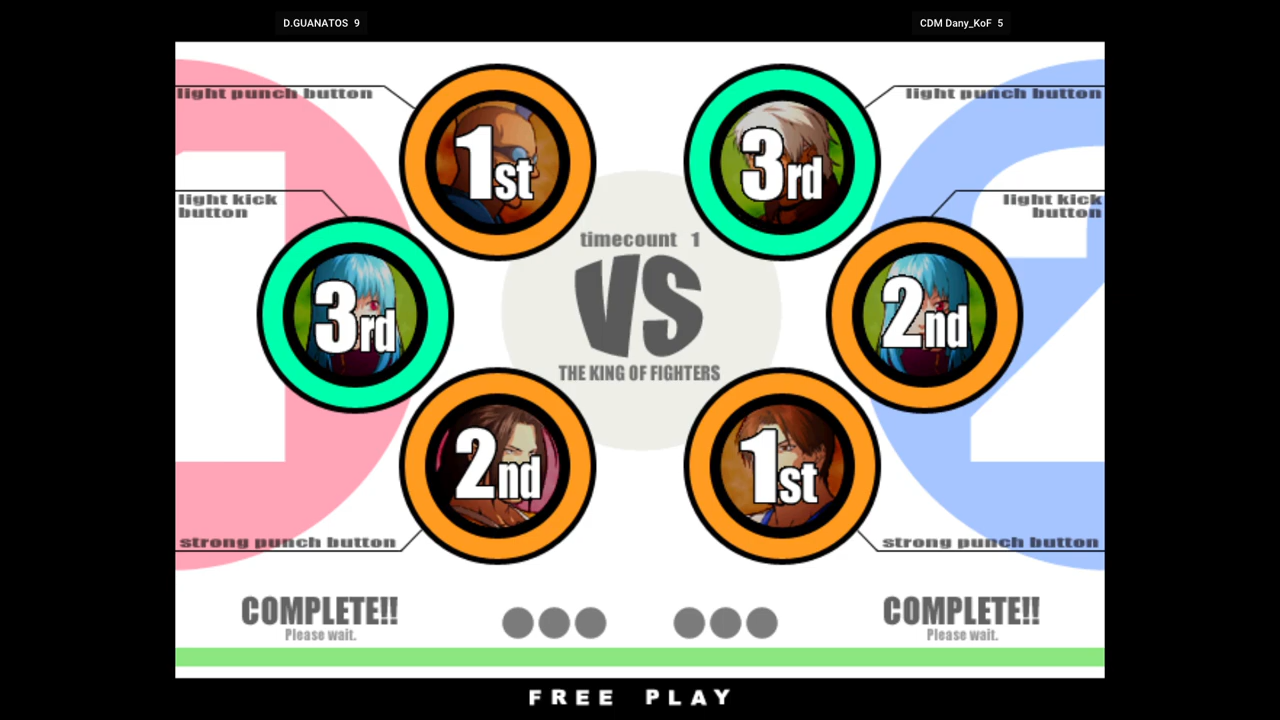 D.GUANATOS 9
CDM Dany_KoF 5
light punch button
1st
3rd
light punch button
light kick
button
light kick
button
1
2
timecount 1
VS
THE KING OF FIGHTERS
3rd
2nd
2nd
1st
strong punch button
strong punch button
COMPLETE!!
Please wait.
COMPLETE!!
Please wait.
FREE PLAY